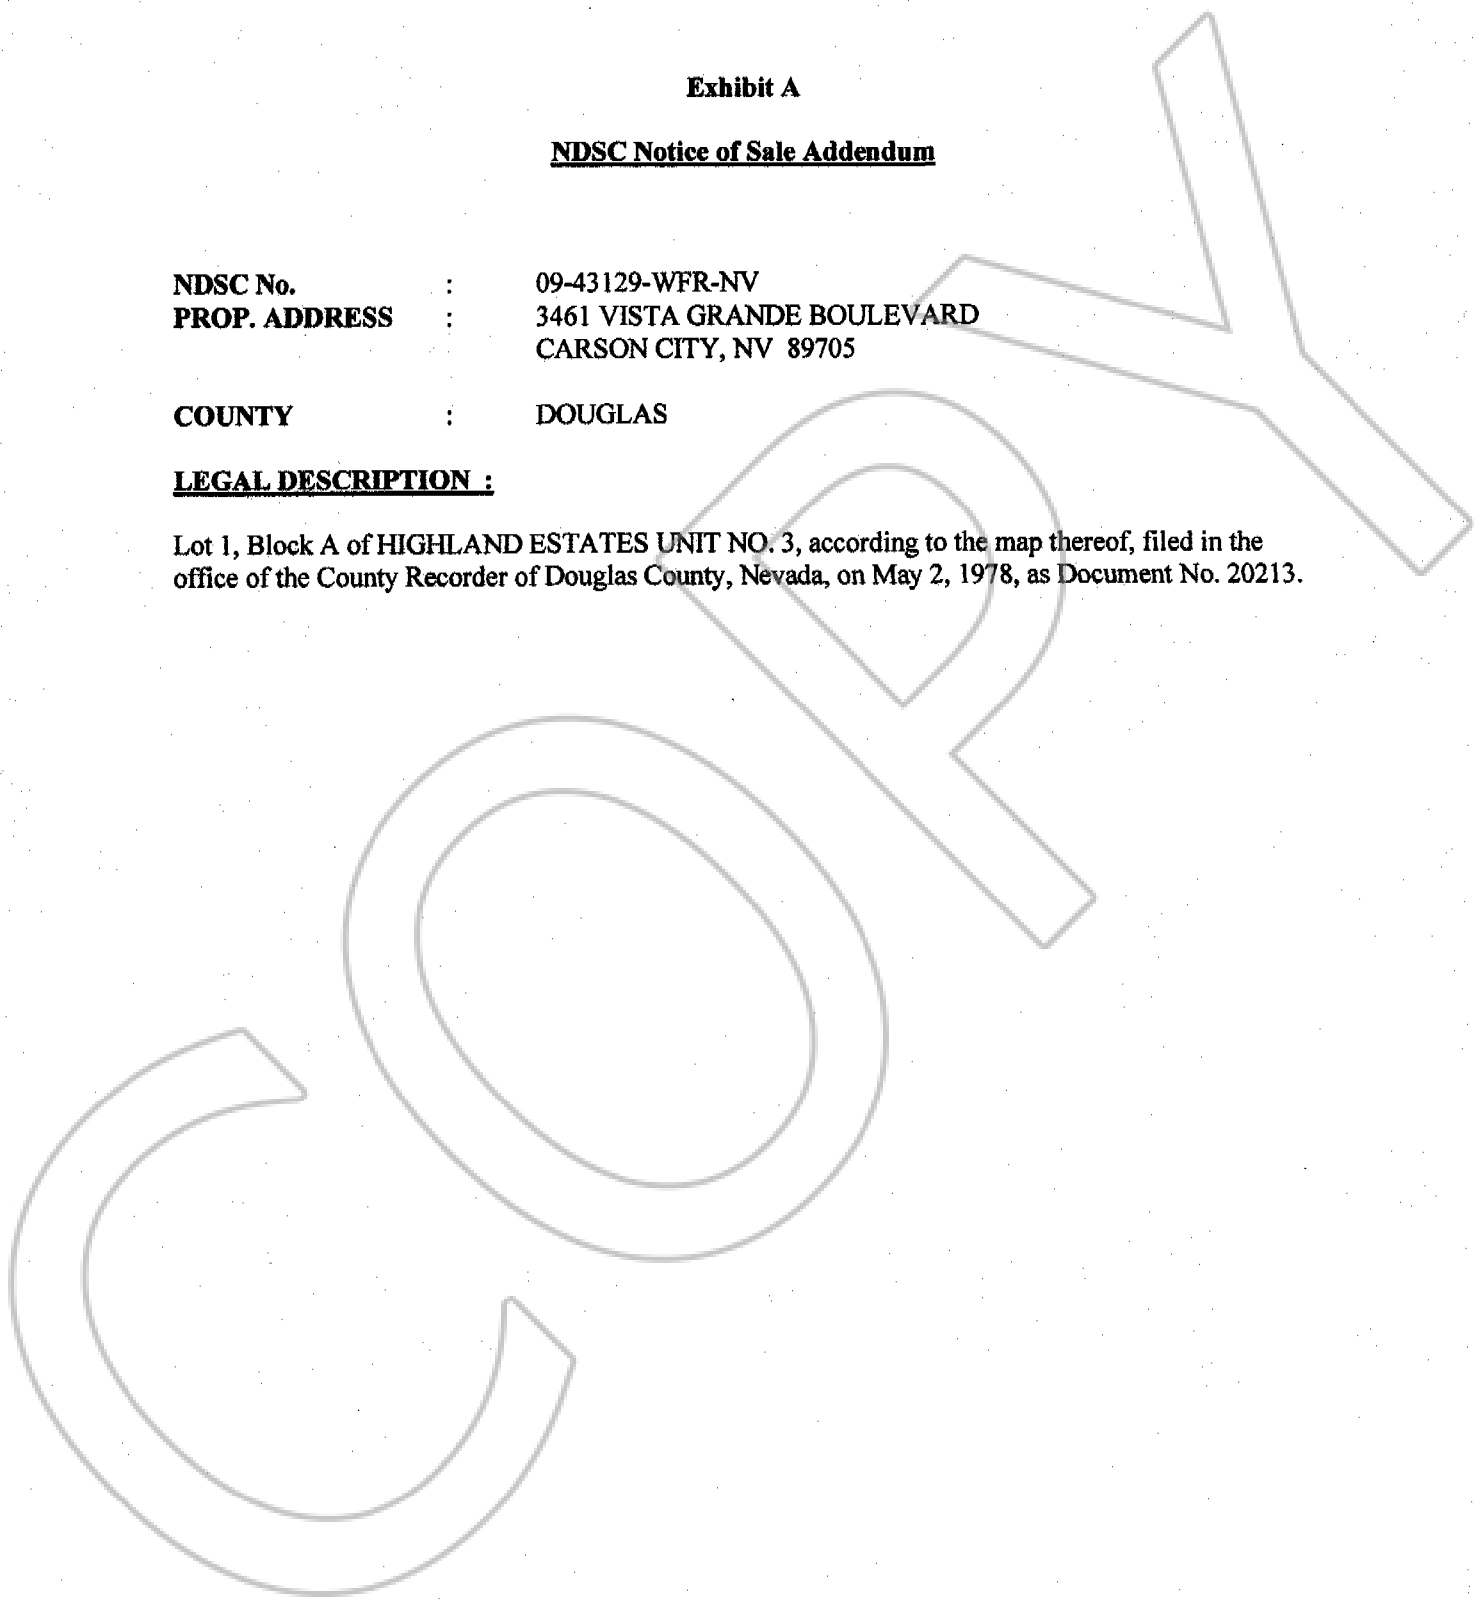 Exhibit A
NDSC Notice of Sale Addendum
NDSC No. : 09-43129-WFR-NV
PROP. ADDRESS : 3461 VISTA GRANDE BOULEVARD
CARSON CITY, NV 89705
COUNTY : DOUGLAS
LEGAL DESCRIPTION :
Lot 1, Block A of HIGHLAND ESTATES UNIT NO. 3, according to the map thereof, filed in the
office of the County Recorder of Douglas County, Nevada, on May 2, 1978, as Document No. 20213.
COPY